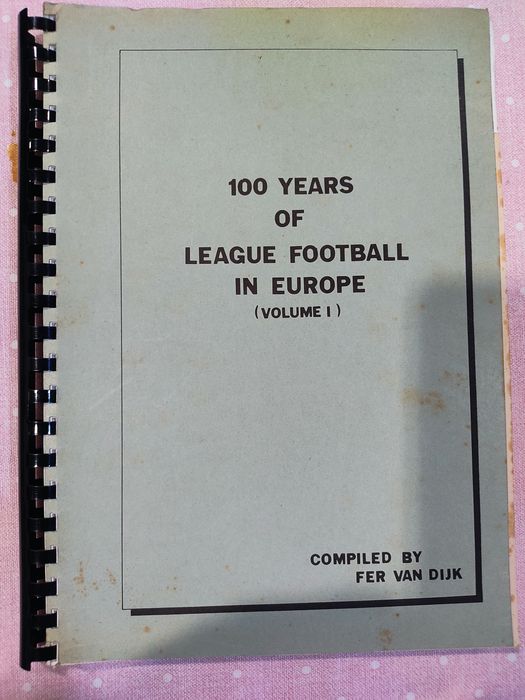 100 YEARS
OF
LEAGUE FOOTBALL
IN EUROPE
(VOLUME I)
COMPILED BY
FER VAN DIJK